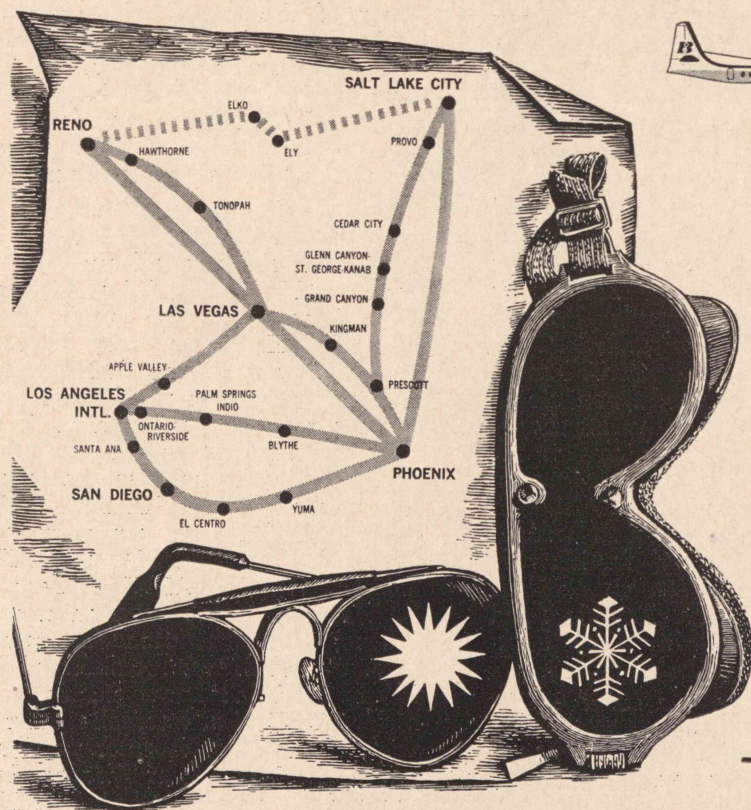 B
SALT LAKE CITY
ELKO
RENO
ELY
PROVO
HAWTHORNE
TONOPAH
CEDAR CITY
GLENN CANYON-
ST. GEORGE-KANAB
GRAND CANYON
LAS VEGAS
KINGMAN
APPLE VALLEY
PRESCOTT
LOS ANGELES
INTL.
PALM SPRINGS
INDIO
ONTARIO-
RIVERSIDE
BLYTHE
SANTA ANA
PHOENIX
SAN DIEGO
YUMA
EL CENTRO